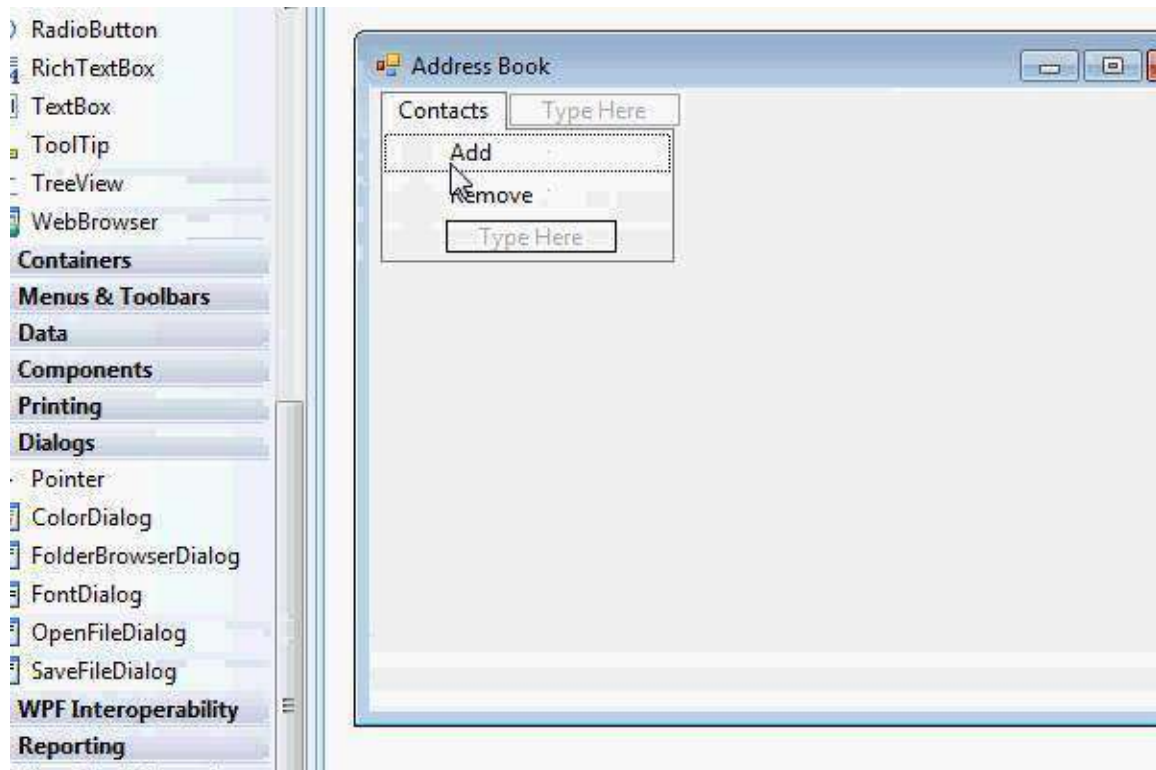 RadioButton
RichTextBox
TextBox
ToolTip
TreeView
WebBrowser
Containers
Menus & Toolbars
Data
Components
Printing
Dialogs
Pointer
ColorDialog
FolderBrowserDialog
FontDialog
OpenFileDialog
SaveFileDialog
WPF Interoperability
Reporting
Address Book
Contacts Type Here
Add
Remove
Type Here